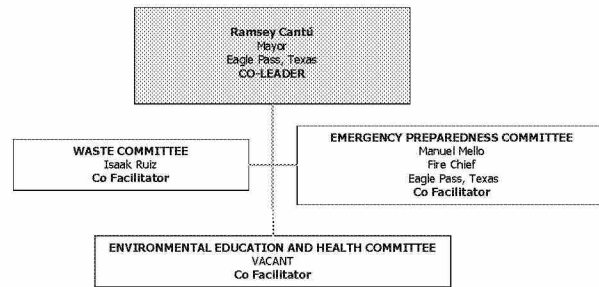 Ramsey Cantú
Mayor
Eagle Pass, Texas
CO-LEADER
WASTE COMMITTEE
Isaak Ruiz
Co Facilitator
EMERGENCY PREPAREDNESS COMMITTEE
Manuel Mello
Fire Chief
Eagle Pass, Texas
Co Facilitator
ENVIRONMENTAL EDUCATION AND HEALTH COMMITTEE
VACANT
Co Facilitator